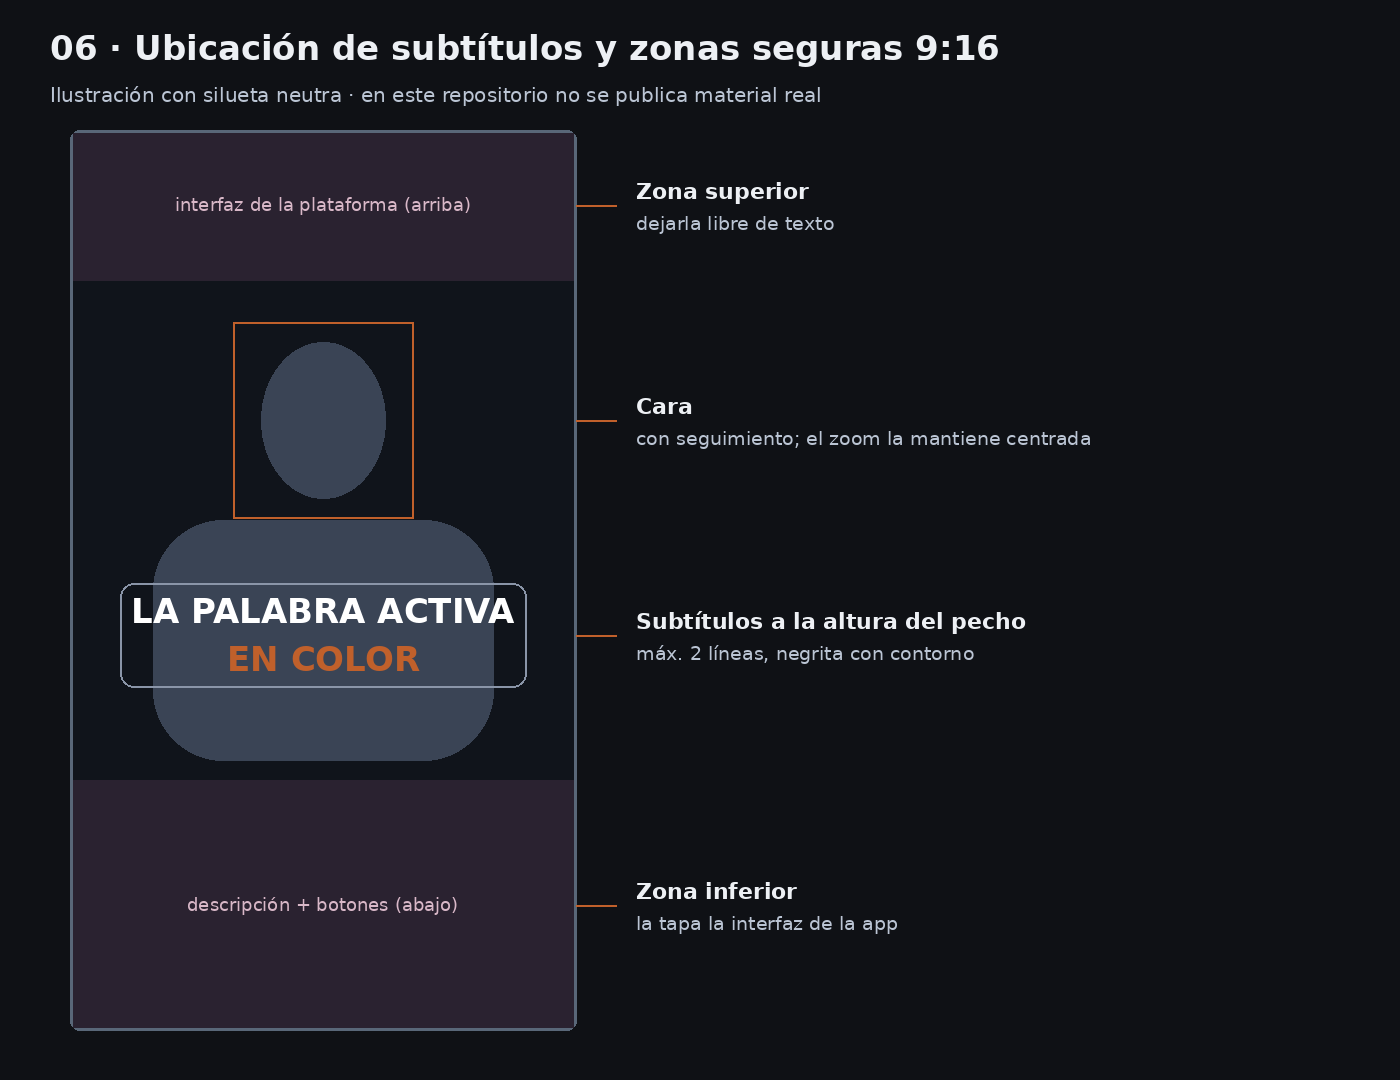 06 · Ubicación de subtítulos y zonas seguras 9:16
Ilustración con silueta neutra · en este repositorio no se publica material real
interfaz de la plataforma (arriba)
Zona superior
dejarla libre de texto
Cara
con seguimiento; el zoom la mantiene centrada
LA PALABRA ACTIVA
EN COLOR
Subtítulos a la altura del pecho
máx. 2 líneas, negrita con contorno
descripción + botones (abajo)
Zona inferior
la tapa la interfaz de la app